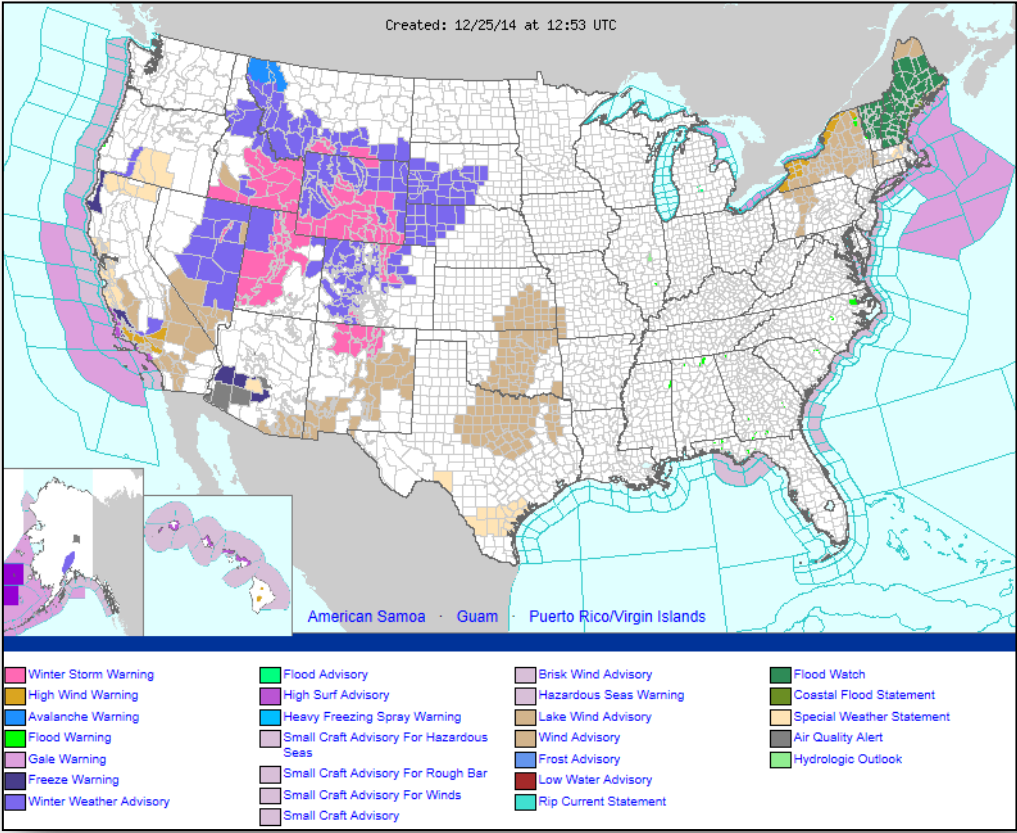 Created: 12/25/14 at 12:53 UTC
American Samoa · Guam · Puerto Rico/Virgin Islands
Winter Storm Warning
High Wind Warning
Avalanche Warning
Flood Warning
Gale Warning
Freeze Warning
Winter Weather Advisory
Flood Advisory
High Surf Advisory
Heavy Freezing Spray Warning
Small Craft Advisory For Hazardous
Seas
Small Craft Advisory For Rough Bar
Small Craft Advisory For Winds
Small Craft Advisory
Brisk Wind Advisory
Hazardous Seas Warning
Lake Wind Advisory
Wind Advisory
Frost Advisory
Low Water Advisory
Rip Current Statement
Flood Watch
Coastal Flood Statement
Special Weather Statement
Air Quality Alert
Hydrologic Outlook